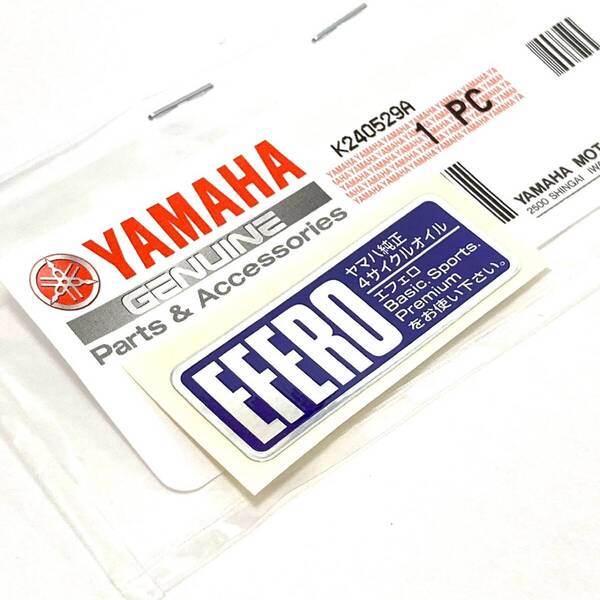 K240529A
1 PC
YAMAHA
GENUINE
Parts & Accessories
YAMAHA MOT
2500 SHINGAI IWA
EFERO
ヤマハ純正
4サイクルオイル
エフェロ
Basic.Sports.
Premium
をお使い下さい。